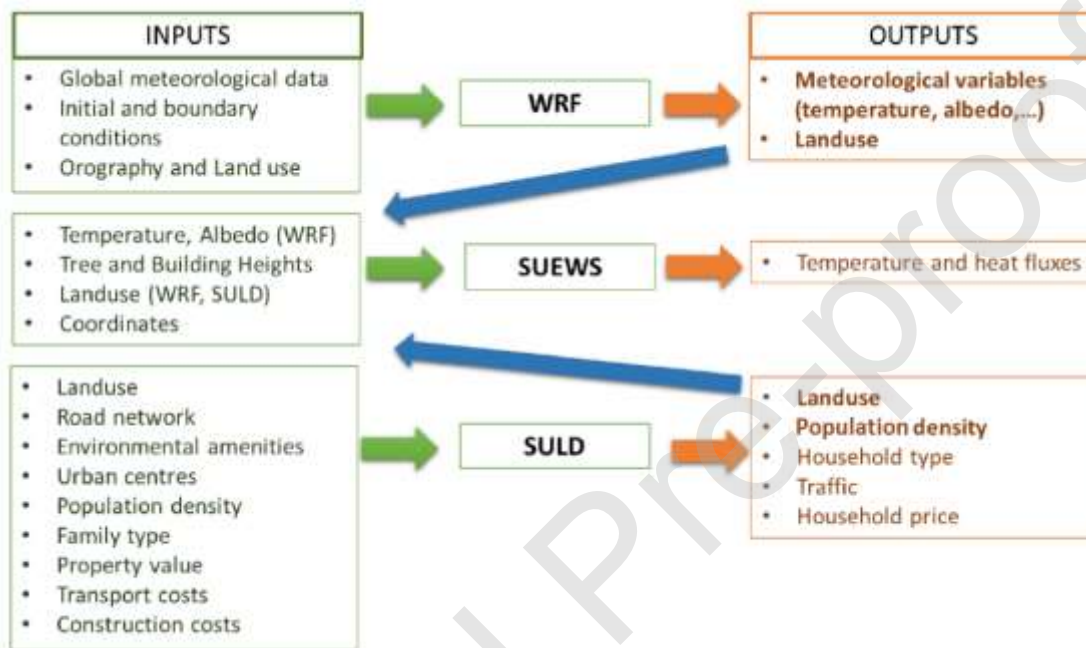 INPUTS
• Global meteorological data
• Initial and boundary
conditions
• Orography and Land use
WRF
OUTPUTS
• Meteorological variables
(temperature, albedo,...)
• Landuse
• Temperature, Albedo (WRF)
• Tree and Building Heights
• Landuse (WRF, SULD)
• Coordinates
SUEWS
• Temperature and heat fluxes
• Landuse
• Road network
• Environmental amenities
• Urban centres
• Population density
• Family type
• Property value
• Transport costs
• Construction costs
SULD
• Landuse
• Population density
• Household type
• Traffic
• Household price
Pre-proof